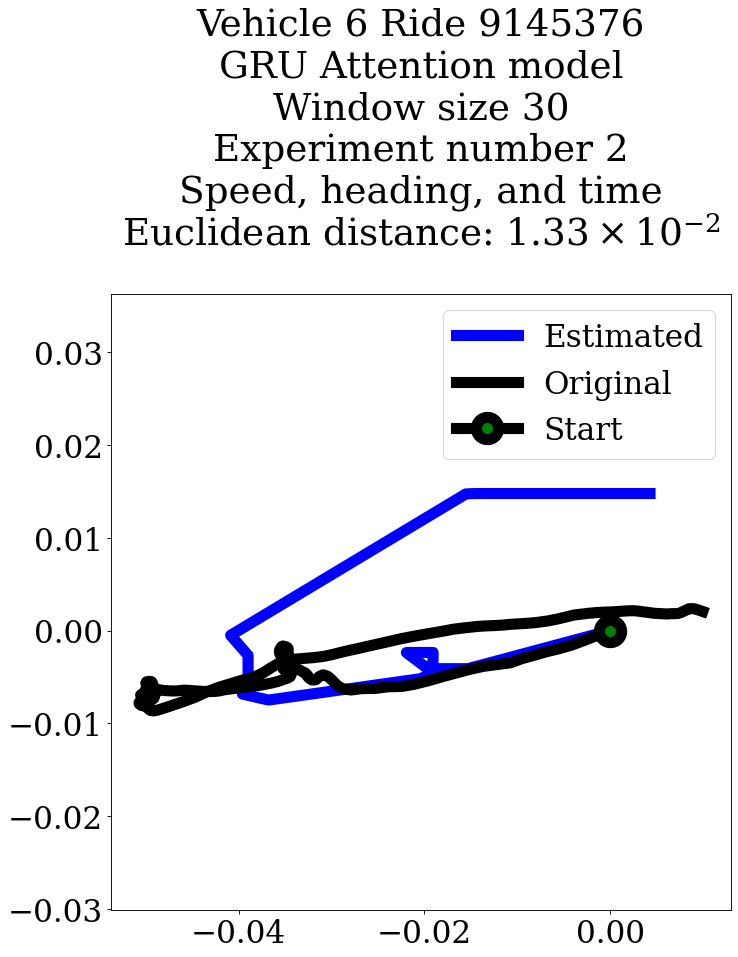 Vehicle 6 Ride 9145376
GRU Attention model
Window size 30
Experiment number 2
Speed, heading, and time
Euclidean distance: 1.33 × 10⁻²
Estimated
Original
Start
0.03
0.02
0.01
0.00
−0.01
−0.02
−0.03
−0.04
−0.02
0.00